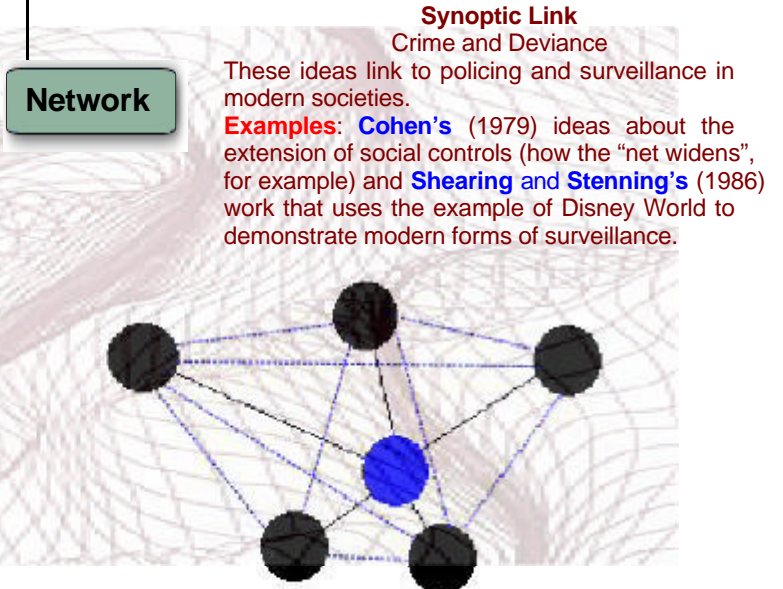 Synoptic Link
Crime and Deviance
Network
These ideas link to policing and surveillance in
modern societies.
Examples: Cohen's (1979) ideas about the
extension of social controls (how the "net widens",
for example) and Shearing and Stenning's (1986)
work that uses the example of Disney World to
demonstrate modern forms of surveillance.